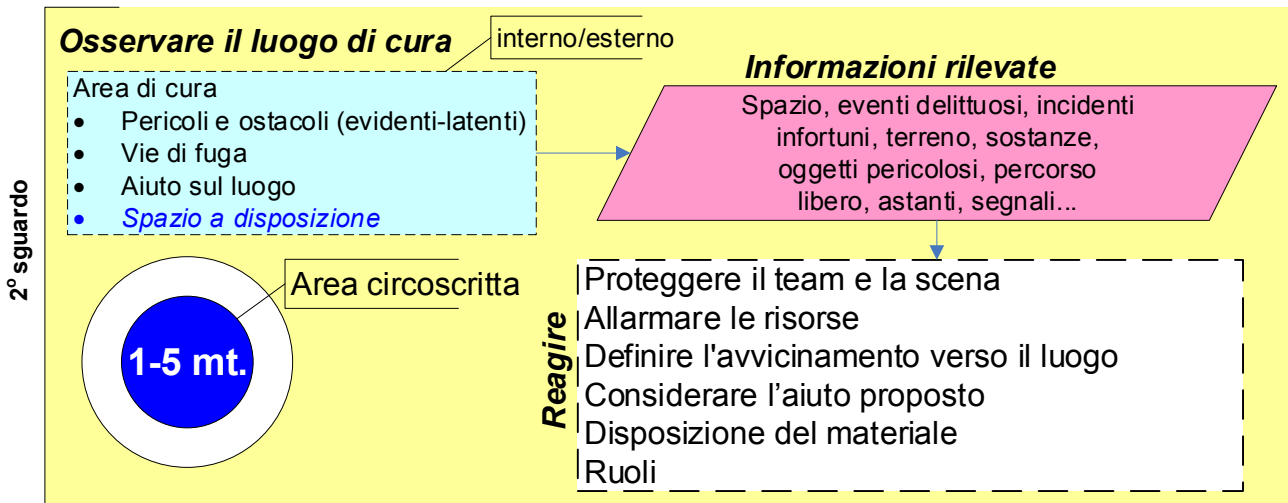 2º sguardo
Osservare il luogo di cura
interno/esterno
Area di cura
• Pericoli e ostacoli (evidenti-latenti)
• Vie di fuga
• Aiuto sul luogo
• Spazio a disposizione
Informazioni rilevate
Spazio, eventi delittuosi, incidenti
infortuni, terreno, sostanze,
oggetti pericolosi, percorso
libero, astanti, segnali...
Area circoscritta
1-5 mt.
Reagire
Proteggere il team e la scena
Allarmare le risorse
Definire l'avvicinamento verso il luogo
Considerare l’aiuto proposto
Disposizione del materiale
Ruoli